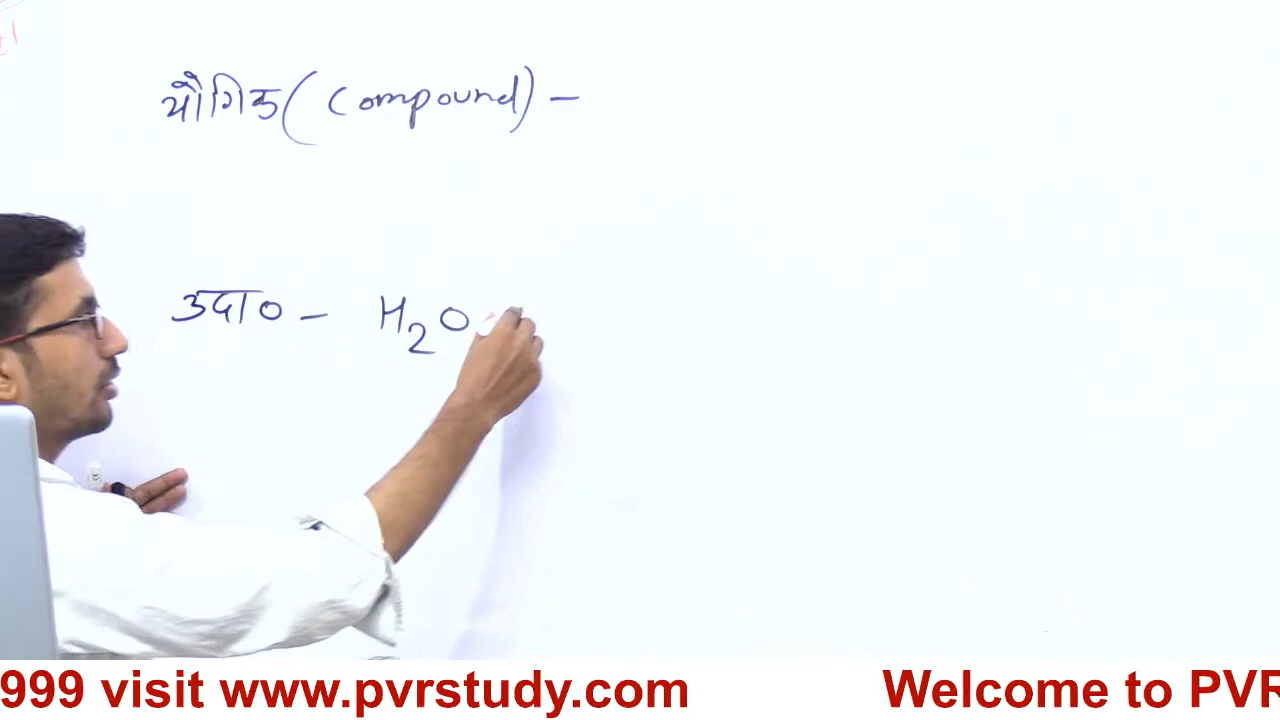 यौगिक (Compound) –
उदा० – H₂O
999 visit www.pvrstudy.com Welcome to PVR